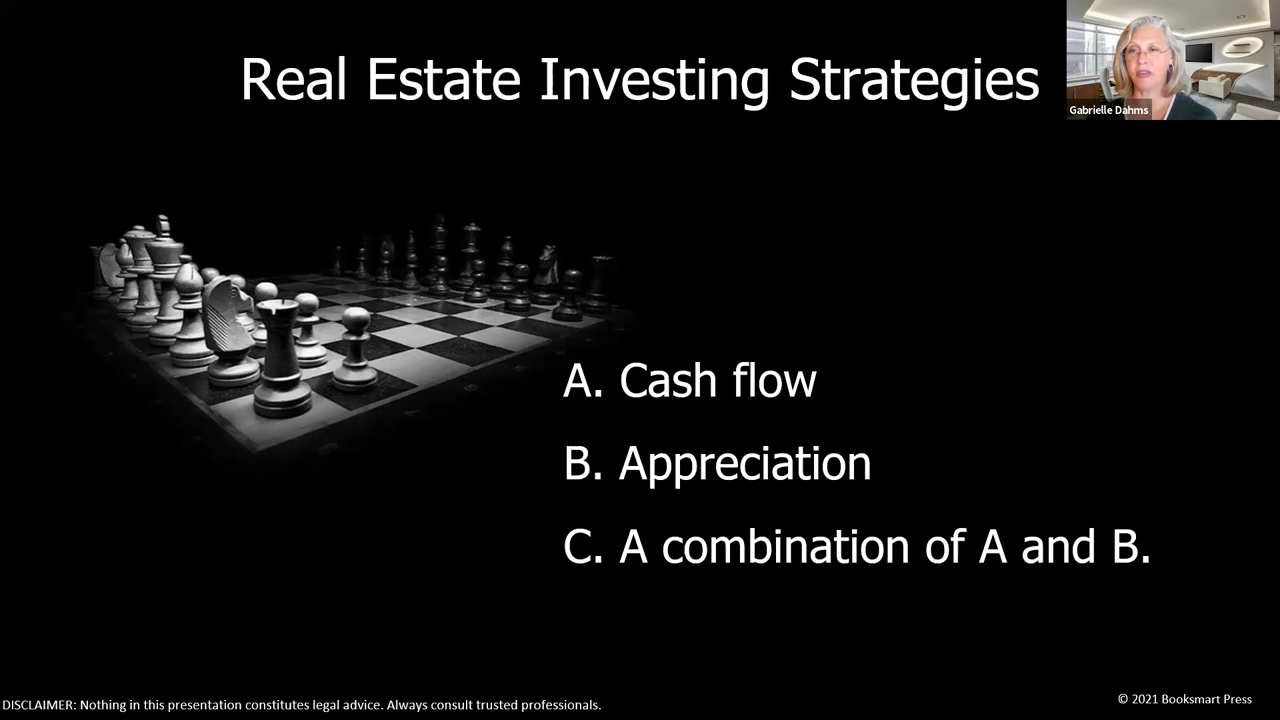 Real Estate Investing Strategies
Gabrielle Dahms
A. Cash flow
B. Appreciation
C. A combination of A and B.
DISCLAIMER: Nothing in this presentation constitutes legal advice. Always consult trusted professionals.
© 2021 Booksmart Press